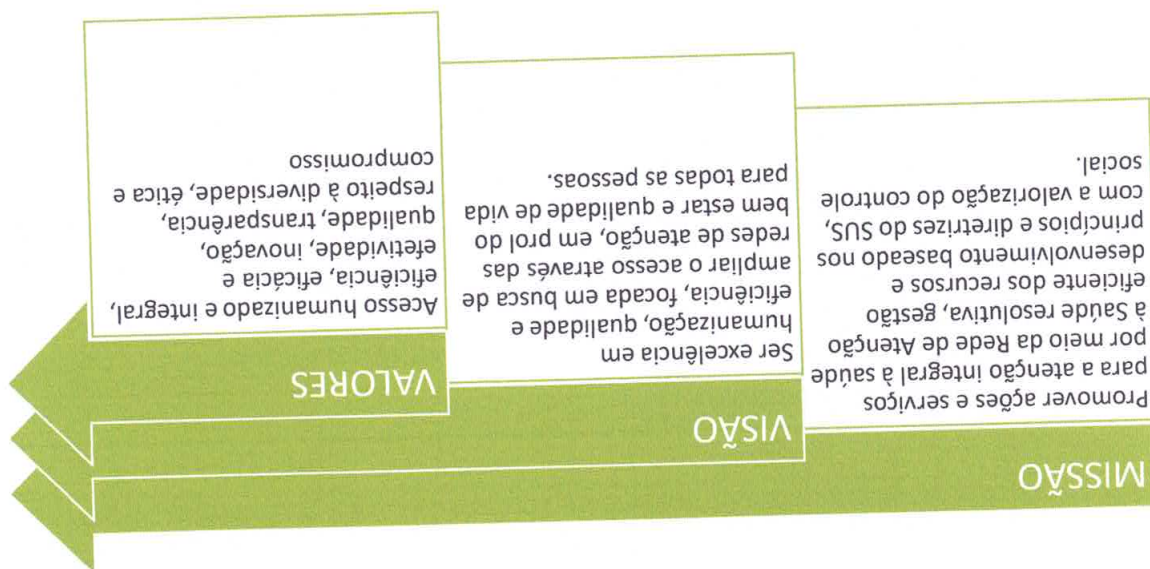 MISSÃO
Promover ações e serviços
para a atenção integral à saúde
por meio da Rede de Atenção
à Saúde resolutiva, gestão
eficiente dos recursos e
desenvolvimento baseado nos
princípios e diretrizes do SUS,
com a valorização do controle
social.
VISÃO
Ser excelência em
humanização, qualidade e
eficiência, focada em busca de
ampliar o acesso através das
redes de atenção, em prol do
bem estar e qualidade de vida
para todas as pessoas.
VALORES
Acesso humanizado e integral,
eficiência, eficácia e
efetividade, inovação,
qualidade, transparência,
respeito à diversidade, ética e
compromisso